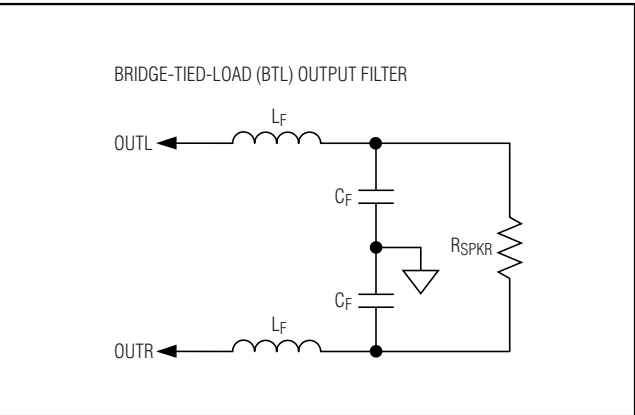 BRIDGE-TIED-LOAD (BTL) OUTPUT FILTER
LF
OUTL
CF
RSPKR
CF
LF
OUTR